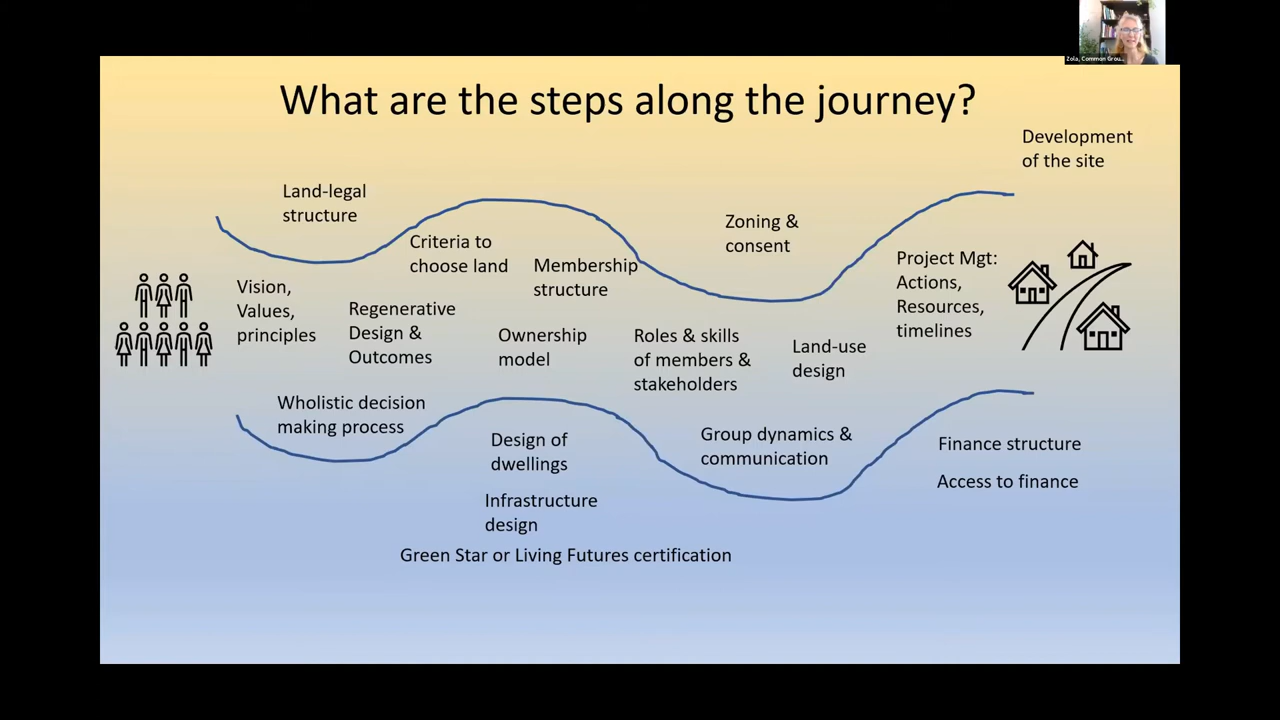 Zola, Common Grou...
What are the steps along the journey?
Development
of the site
Land-legal
structure
Zoning &
consent
Criteria to
choose land
Membership
structure
Project Mgt:
Actions,
Resources,
timelines
Vision,
Values,
principles
Regenerative
Design &
Outcomes
Ownership
model
Roles & skills
of members &
stakeholders
Land-use
design
Wholistic decision
making process
Design of
dwellings
Group dynamics &
communication
Finance structure
Access to finance
Infrastructure
design
Green Star or Living Futures certification